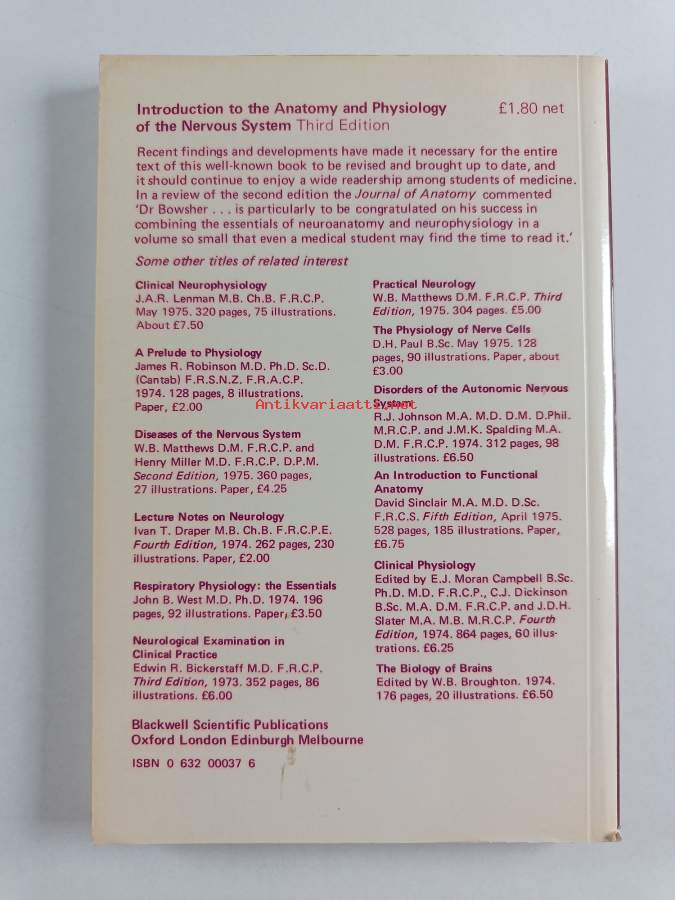 Introduction to the Anatomy and Physiology £1.80 net
of the Nervous System Third Edition
Recent findings and developments have made it necessary for the entire
text of this well-known book to be revised and brought up to date, and
it should continue to enjoy a wide readership among students of medicine.
In a review of the second edition the Journal of Anatomy commented
'Dr Bowsher . . . is particularly to be congratulated on his success in
combining the essentials of neuroanatomy and neurophysiology in a
volume so small that even a medical student may find the time to read it.'
Some other titles of related interest
Clinical Neurophysiology
J.A.R. Lenman M.B. Ch.B. F.R.C.P.
May 1975. 320 pages, 75 illustrations.
About £7.50
A Prelude to Physiology
James R. Robinson M.D. Ph.D. Sc.D.
(Cantab) F.R.S.N.Z. F.R.A.C.P.
1974. 128 pages, 8 illustrations.
Paper, £2.00
Diseases of the Nervous System
W.B. Matthews D.M. F.R.C.P. and
Henry Miller M.D. F.R.C.P. D.P.M.
Second Edition, 1975. 360 pages,
27 illustrations. Paper, £4.25
Lecture Notes on Neurology
Ivan T. Draper M.B. Ch.B. F.R.C.P.E.
Fourth Edition, 1974. 262 pages, 230
illustrations. Paper, £2.00
Respiratory Physiology: the Essentials
John B. West M.D. Ph.D. 1974. 196
pages, 92 illustrations. Paper, £3.50
Neurological Examination in
Clinical Practice
Edwin R. Bickerstaff M.D. F.R.C.P.
Third Edition, 1973. 352 pages, 86
illustrations. £6.00
Practical Neurology
W.B. Matthews D.M. F.R.C.P. Third
Edition, 1975. 304 pages. £5.00
The Physiology of Nerve Cells
D.H. Paul B.Sc. May 1975. 128
pages, 90 illustrations. Paper, about
£3.00
Disorders of the Autonomic Nervous
System
R.J. Johnson M.A. M.D. D.M. D.Phil.
M.R.C.P. and J.M.K. Spalding M.A.
D.M. F.R.C.P. 1974. 312 pages, 98
illustrations. £6.50
An Introduction to Functional
Anatomy
David Sinclair M.A. M.D. D.Sc.
F.R.C.S. Fifth Edition, April 1975.
528 pages, 185 illustrations. Paper,
£6.75
Clinical Physiology
Edited by E.J. Moran Campbell B.Sc.
Ph.D. M.D. F.R.C.P., C.J. Dickinson
B.Sc. M.A. D.M. F.R.C.P. and J.D.H.
Slater M.A. M.B. M.R.C.P. Fourth
Edition, 1974. 864 pages, 60 illus-
trations. £6.25
The Biology of Brains
Edited by W.B. Broughton. 1974.
176 pages, 20 illustrations. £6.50
Blackwell Scientific Publications
Oxford London Edinburgh Melbourne
ISBN 0 632 00037 6
Antikvariaatti.net